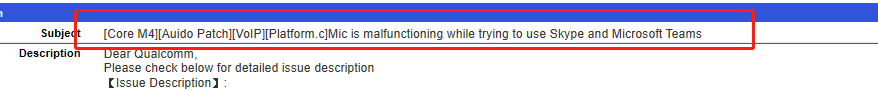 Subject [Core M4][Auido Patch][VoIP][Platform.c]Mic is malfunctioning while trying to use Skype and Microsoft Teams
Description Dear Qualcomm,
Please check below for detailed issue description
【Issue Description】: